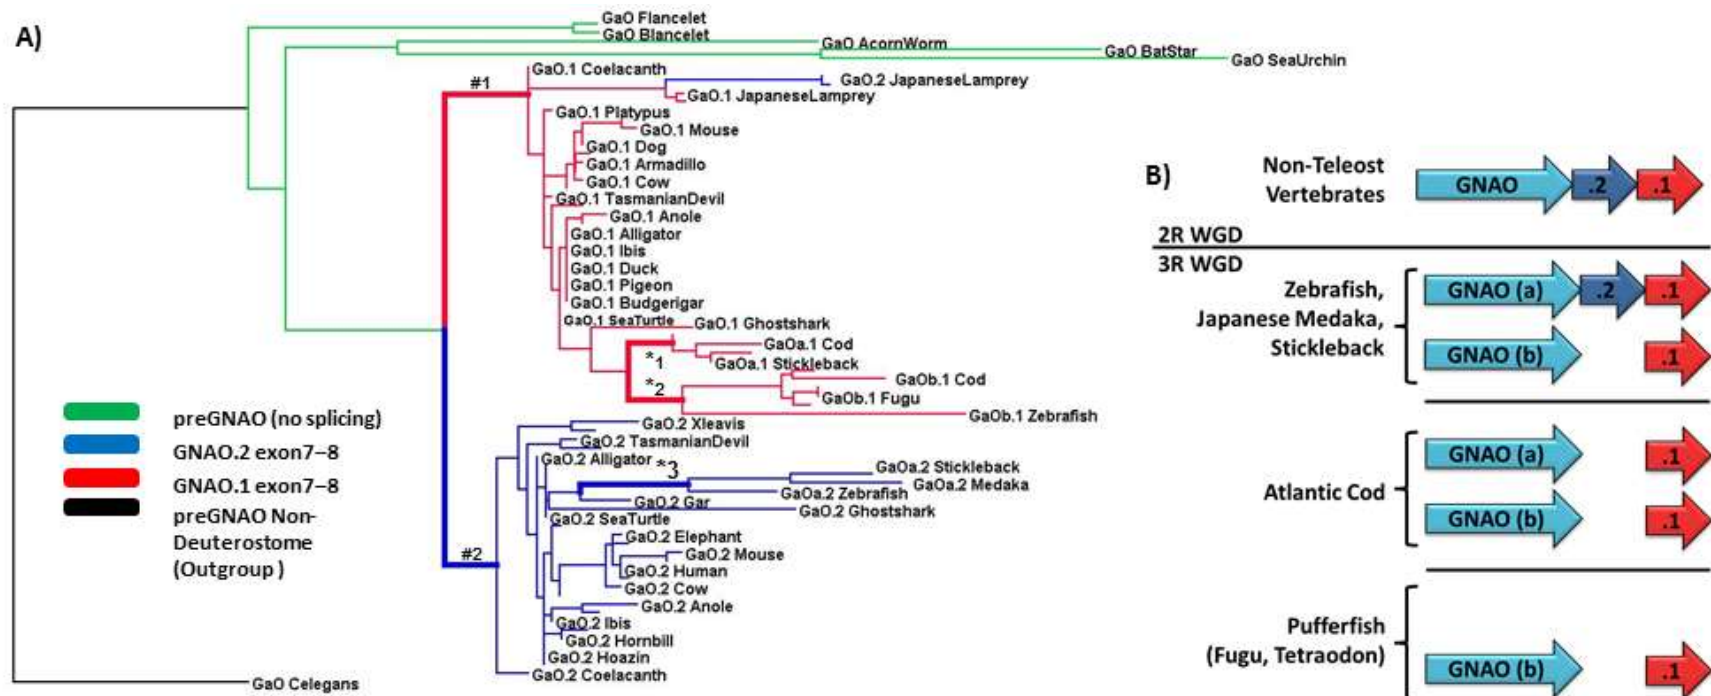 A)
GaO Flancelet
GaO Blancelet
GaO AcornWorm
GaO BatStar
GaO SeaUrchin
GaO.1 Coelacanth
#1
GaO.2 JapaneseLamprey
GaO.1 JapaneseLamprey
GaO.1 Platypus
GaO.1 Mouse
GaO.1 Dog
GaO.1 Armadillo
GaO.1 Cow
GaO.1 TasmanianDevil
GaO.1 Anole
GaO.1 Alligator
GaO.1 Ibis
GaO.1 Duck
GaO.1 Pigeon
GaO.1 Budgerigar
GaO.1 SeaTurtle
GaO.1 Ghostshark
GaOa.1 Cod
*1
GaOa.1 Stickleback
*2
GaOb.1 Cod
GaOb.1 Fugu
GaOb.1 Zebrafish
GaO.2 Xleavis
GaO.2 TasmanianDevil
GaO.2 Alligator
*3
GaOa.2 Stickleback
GaOa.2 Medaka
GaOa.2 Zebrafish
GaO.2 Gar
GaO.2 Ghostshark
GaO.2 SeaTurtle
GaO.2 Elephant
#2
GaO.2 Mouse
GaO.2 Human
GaO.2 Cow
GaO.2 Anole
GaO.2 Ibis
GaO.2 Hornbill
GaO.2 Hoazin
GaO.2 Coelacanth
GaO Celegans
preGNAO (no splicing)
GNAO.2 exon7–8
GNAO.1 exon7–8
preGNAO Non-
Deuterostome
(Outgroup )
B)
Non-Teleost
Vertebrates
GNAO .2 .1
2R WGD
3R WGD
Zebrafish,
Japanese Medaka,
Stickleback
GNAO (a) .2 .1
GNAO (b) .1
Atlantic Cod
GNAO (a) .1
GNAO (b) .1
Pufferfish
(Fugu, Tetraodon)
GNAO (b) .1